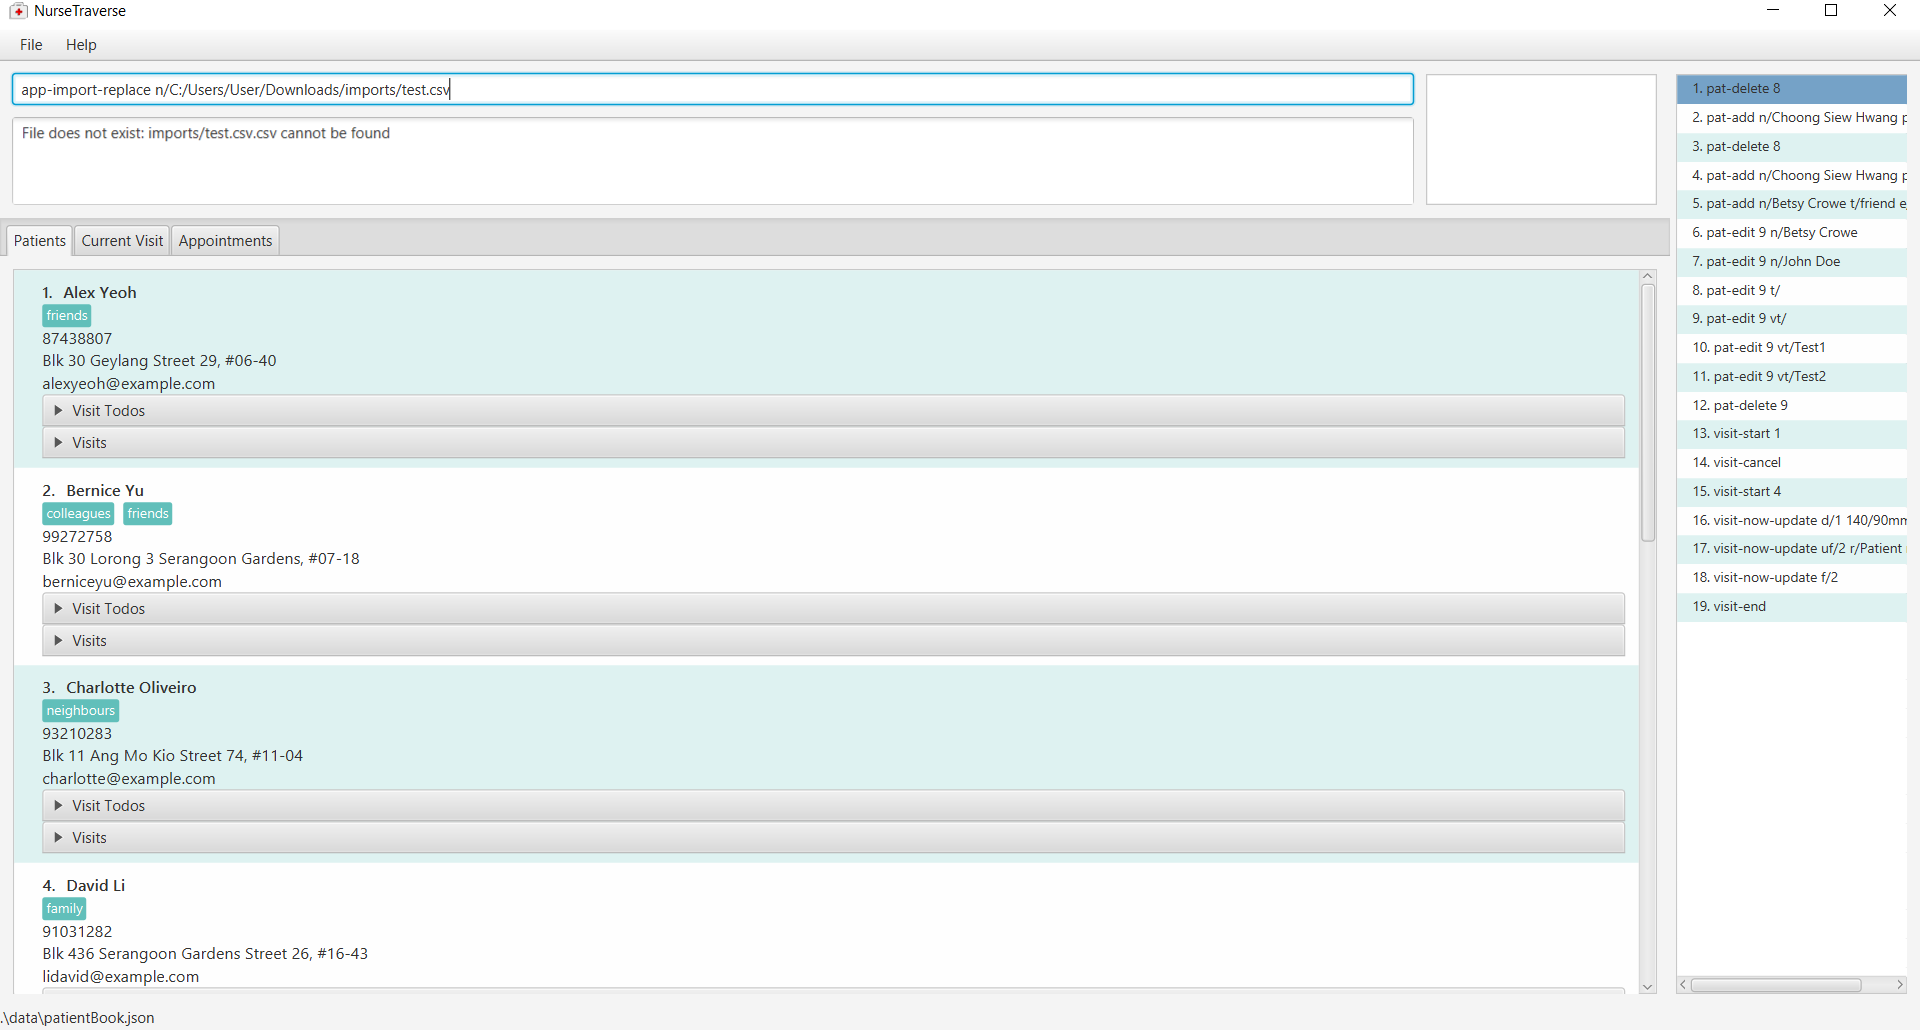 NurseTraverse
File Help
app-import-replace n/C:/Users/User/Downloads/imports/test.csv
File does not exist: imports/test.csv.csv cannot be found
Patients Current Visit Appointments
1. Alex Yeoh
friends
87438807
Blk 30 Geylang Street 29, #06-40
alexyeoh@example.com
Visit Todos
Visits
2. Bernice Yu
colleagues friends
99272758
Blk 30 Lorong 3 Serangoon Gardens, #07-18
berniceyu@example.com
Visit Todos
Visits
3. Charlotte Oliveiro
neighbours
93210283
Blk 11 Ang Mo Kio Street 74, #11-04
charlotte@example.com
Visit Todos
Visits
4. David Li
family
91031282
Blk 436 Serangoon Gardens Street 26, #16-43
lidavid@example.com
1. pat-delete 8
2. pat-add n/Choong Siew Hwang p
3. pat-delete 8
4. pat-add n/Choong Siew Hwang p
5. pat-add n/Betsy Crowe t/friend e
6. pat-edit 9 n/Betsy Crowe
7. pat-edit 9 n/John Doe
8. pat-edit 9 t/
9. pat-edit 9 vt/
10. pat-edit 9 vt/Test1
11. pat-edit 9 vt/Test2
12. pat-delete 9
13. visit-start 1
14. visit-cancel
15. visit-start 4
16. visit-now-update d/1 140/90mm
17. visit-now-update uf/2 r/Patient
18. visit-now-update f/2
19. visit-end
.\data\patientBook.json